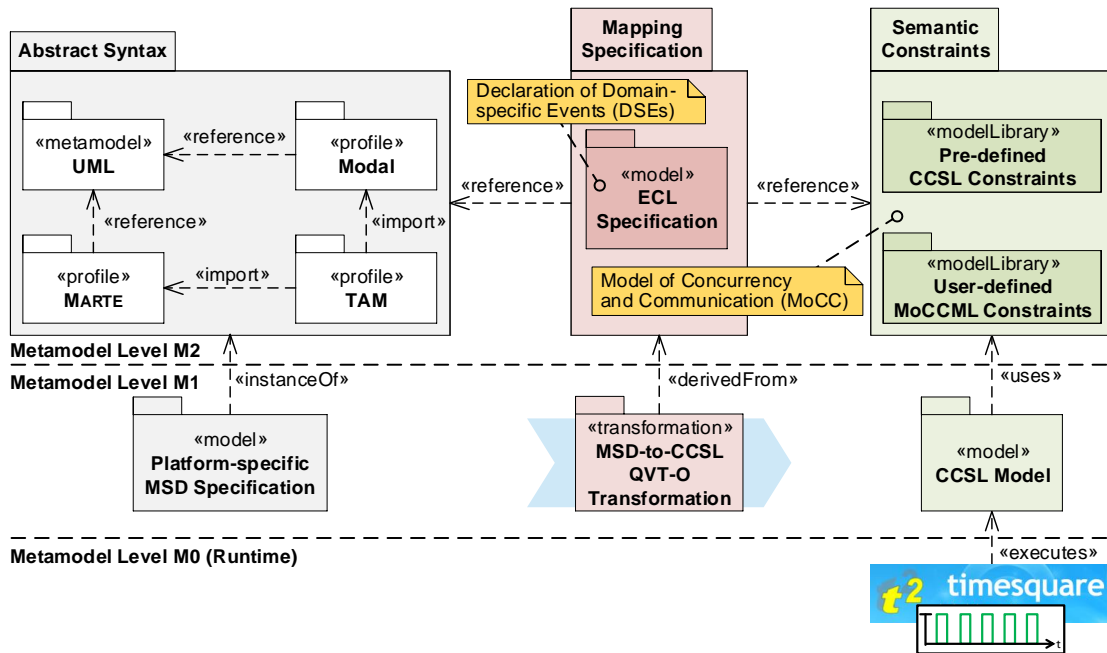 Abstract Syntax
Mapping
Specification
Semantic
Constraints
Declaration of Domain-
specific Events (DSEs)
«metamodel»
UML
«reference»
«profile»
Modal
«reference»
«import»
«profile»
MARTE
«import»
«profile»
TAM
«reference»
«model»
ECL
Specification
«reference»
Model of Concurrency
and Communication (MoCC)
«modelLibrary»
Pre-defined
CCSL Constraints
«modelLibrary»
User-defined
MoCCML Constraints
Metamodel Level M2
Metamodel Level M1
«instanceOf»
«derivedFrom»
«uses»
«model»
Platform-specific
MSD Specification
«transformation»
MSD-to-CCSL
QVT-O
Transformation
«model»
CCSL Model
Metamodel Level M0 (Runtime)
«executes»
t2 timesquare
t